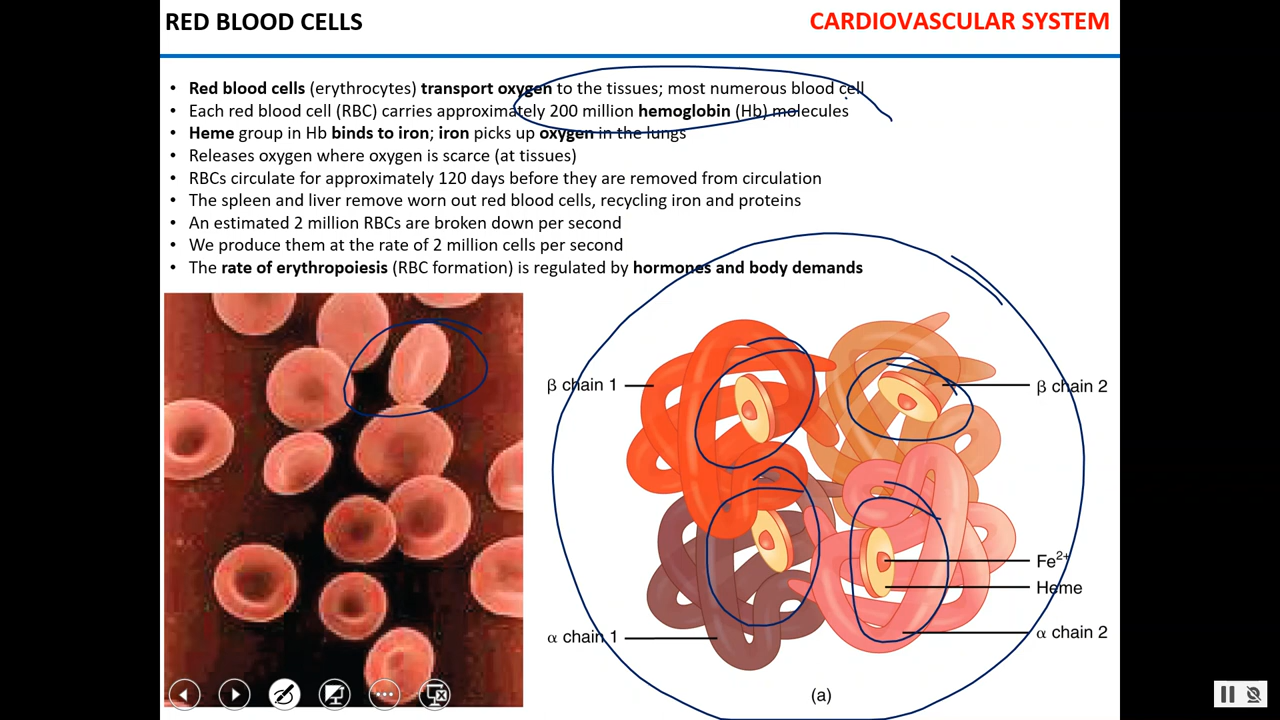 RED BLOOD CELLS
CARDIOVASCULAR SYSTEM
• Red blood cells (erythrocytes) transport oxygen to the tissues; most numerous blood cell
• Each red blood cell (RBC) carries approximately 200 million hemoglobin (Hb) molecules
• Heme group in Hb binds to iron; iron picks up oxygen in the lungs
• Releases oxygen where oxygen is scarce (at tissues)
• RBCs circulate for approximately 120 days before they are removed from circulation
• The spleen and liver remove worn out red blood cells, recycling iron and proteins
• An estimated 2 million RBCs are broken down per second
• We produce them at the rate of 2 million cells per second
• The rate of erythropoiesis (RBC formation) is regulated by hormones and body demands
β chain 1
β chain 2
Fe²⁺
Heme
α chain 1
α chain 2
(a)